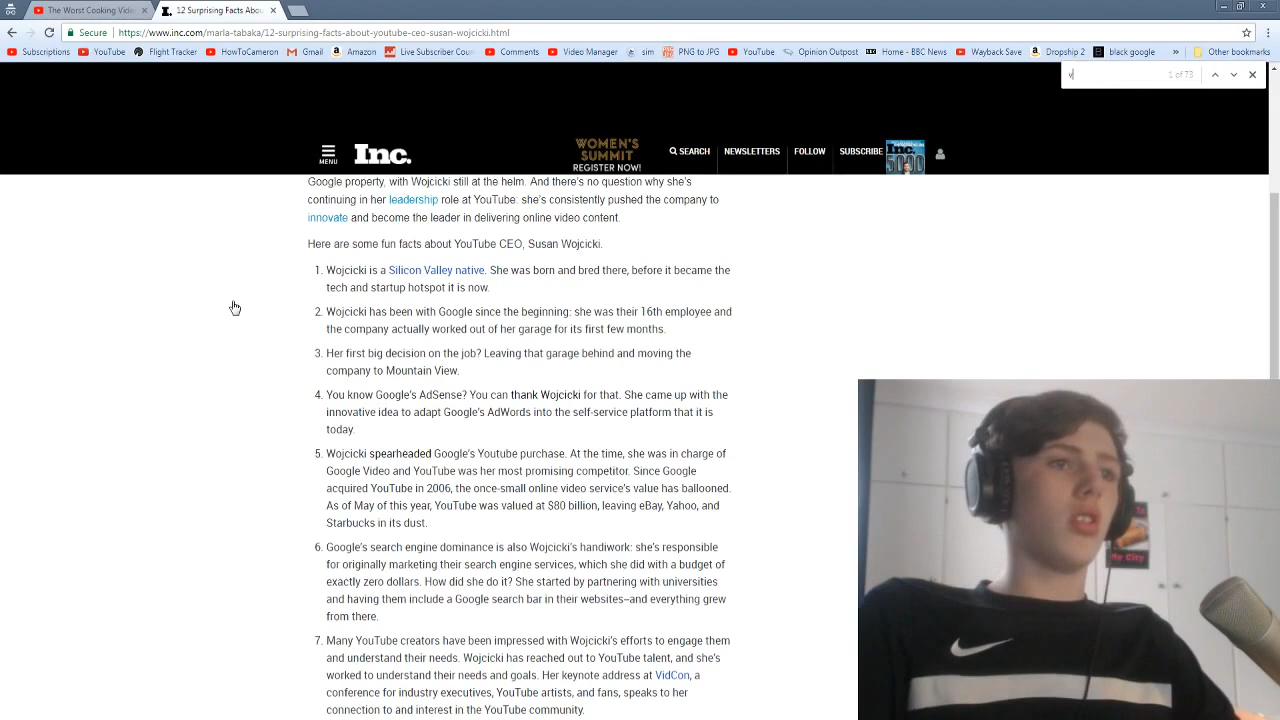 The Worst Cooking Video
12 Surprising Facts Abou
Secure
https://www.inc.com/marla-tabaka/12-surprising-facts-about-youtube-ceo-susan-wojcicki.html
Subscriptions YouTube Flight Tracker HowToCameron Gmail Amazon Live Subscriber Coun Comments Video Manager sim PNG to JPG YouTube Opinion Outpost Home - BBC News Wayback Save Dropship black google » Other bookmarks
v 1 of 73
MENU
Inc.
WOMEN'S
SUMMIT
REGISTER NOW!
SEARCH NEWSLETTERS FOLLOW SUBSCRIBE
Inc.
5000
Google property, with Wojcicki still at the helm. And there's no question why she's
continuing in her leadership role at YouTube: she's consistently pushed the company to
innovate and become the leader in delivering online video content.
Here are some fun facts about YouTube CEO, Susan Wojcicki.
1. Wojcicki is a Silicon Valley native. She was born and bred there, before it became the
tech and startup hotspot it is now.
2. Wojcicki has been with Google since the beginning: she was their 16th employee and
the company actually worked out of her garage for its first few months.
3. Her first big decision on the job? Leaving that garage behind and moving the
company to Mountain View.
4. You know Google's AdSense? You can thank Wojcicki for that. She came up with the
innovative idea to adapt Google's AdWords into the self-service platform that it is
today.
5. Wojcicki spearheaded Google's Youtube purchase. At the time, she was in charge of
Google Video and YouTube was her most promising competitor. Since Google
acquired YouTube in 2006, the once-small online video service's value has ballooned.
As of May of this year, YouTube was valued at $80 billion, leaving eBay, Yahoo, and
Starbucks in its dust.
6. Google's search engine dominance is also Wojcicki's handiwork: she's responsible
for originally marketing their search engine services, which she did with a budget of
exactly zero dollars. How did she do it? She started by partnering with universities
and having them include a Google search bar in their websites—and everything grew
from there.
7. Many YouTube creators have been impressed with Wojcicki's efforts to engage them
and understand their needs. Wojcicki has reached out to YouTube talent, and she's
worked to understand their needs and goals. Her keynote address at VidCon, a
conference for industry executives, YouTube artists, and fans, speaks to her
connection to and interest in the YouTube community.
My City